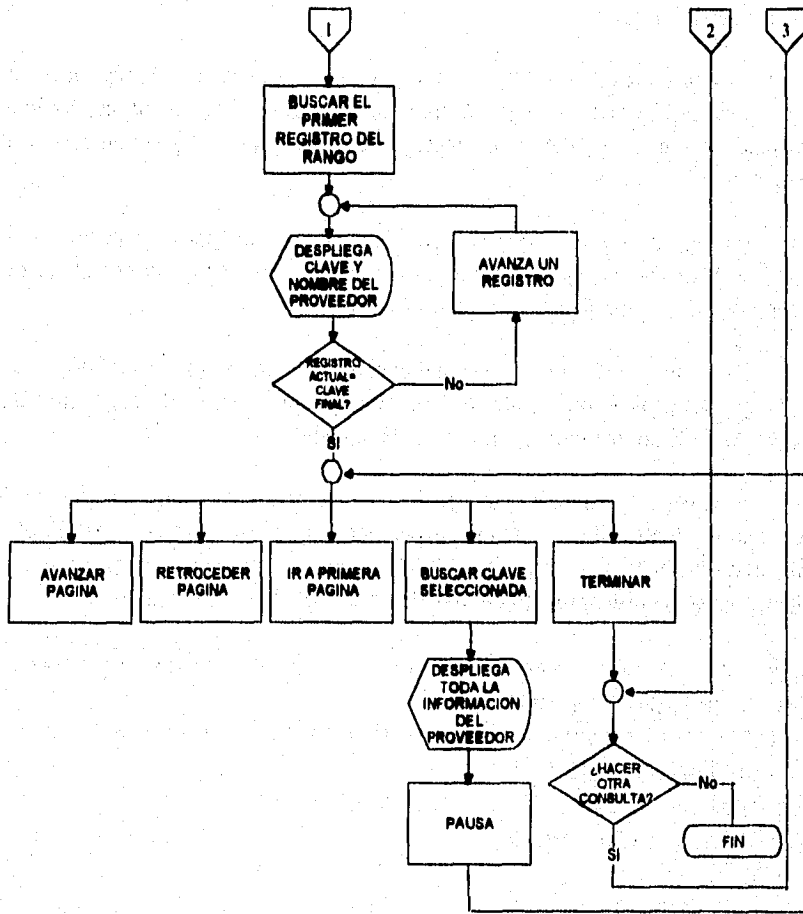 1
2
3
BUSCAR EL
PRIMER
REGISTRO DEL
RANGO
DESPLIEGA
CLAVE Y
NOMBRE DEL
PROVEEDOR
AVANZA UN
REGISTRO
REGISTRO
ACTUAL=
CLAVE
FINAL?
No
SI
AVANZAR
PAGINA
RETROCEDER
PAGINA
IR A PRIMERA
PAGINA
BUSCAR CLAVE
SELECCIONADA
TERMINAR
DESPLIEGA
TODA LA
INFORMACION
DEL
PROVEEDOR
¿HACER
OTRA
CONSULTA?
No
FIN
SI
PAUSA